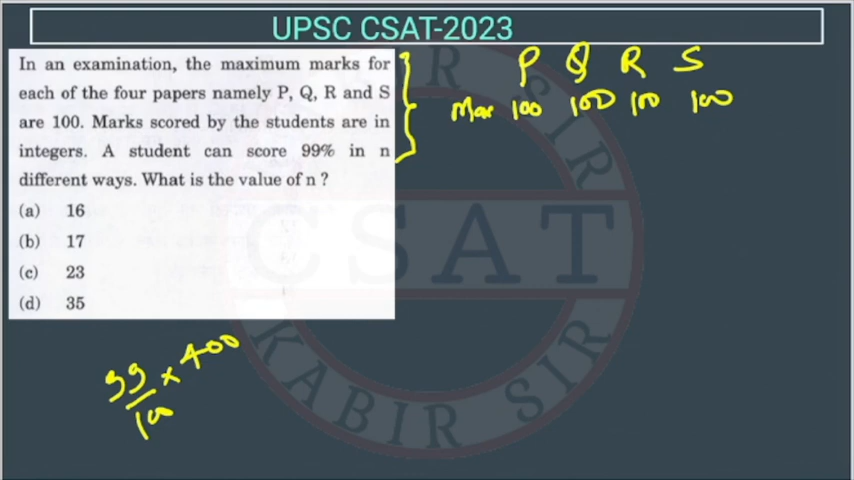 UPSC CSAT-2023
In an examination, the maximum marks for
each of the four papers namely P, Q, R and S
are 100. Marks scored by the students are in
integers. A student can score 99% in n
different ways. What is the value of n ?
(a) 16
(b) 17
(c) 23
(d) 35
P Q R S
Max 100 100 100 100
99/100 × 400
KABIR SIR
CSAT
KABIR SIR